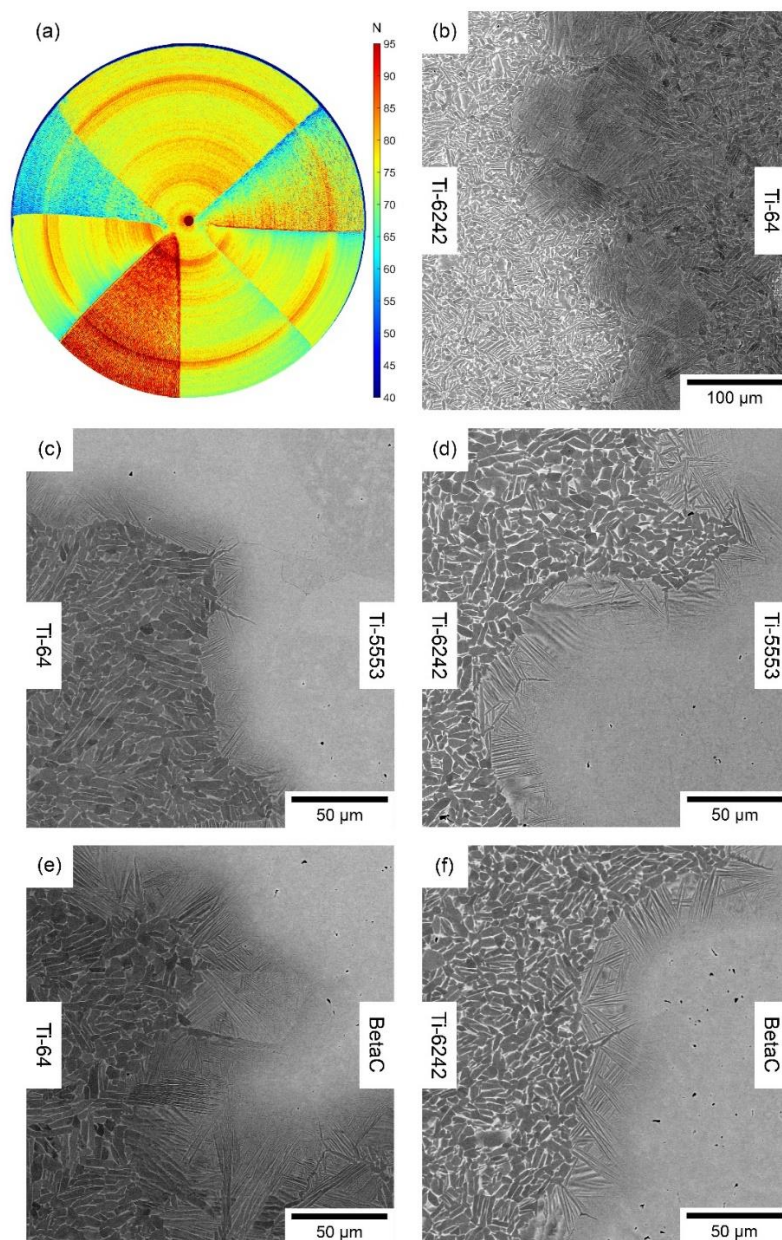 (a)
N
95
90
85
80
75
70
65
60
55
50
45
40
(b)
Ti-6242
Ti-64
100 µm
(c)
Ti-64
Ti-5553
50 µm
(d)
Ti-6242
Ti-5553
50 µm
(e)
Ti-64
BetaC
50 µm
(f)
Ti-6242
BetaC
50 µm